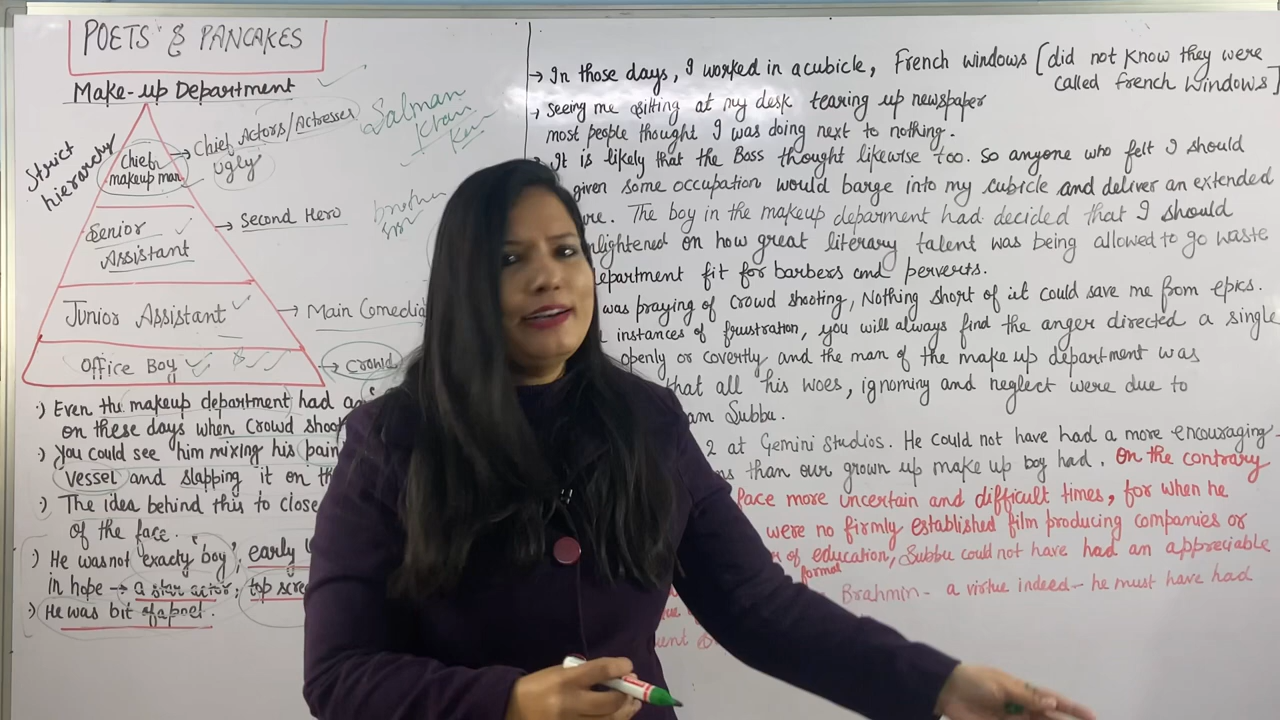 POETS & PANCAKES
Make-up Department
Strict
hierarchy
Chief
makeup man
Chief Actors/Actresses
ugly
Salman
Khan
Senior
Assistant
Second Hero
Junior Assistant
Main Comedia
Office Boy
Crowd
·) Even the makeup department had
on these days when crowd shoot
·) You could see him mixing his pain
vessel and slapping it on th
·) The idea behind this to close
of the face.
·) He was not exacty "boy", early
in hope → a star actor, top scre
·) He was bit of a poet.
→ In those days, I worked in a cubicle, French windows [did not know they were
called french windows]
→ seeing me sitting at my desk tearing up newspaper
most people thought I was doing next to nothing.
It is likely that the Boss thought likewise too. So anyone who felt I should
given some occupation would barge into my cubicle and deliver an extended
ure. The boy in the makeup deparment had decided that I should
nlightened on how great literary talent was being allowed to go waste
epartment fit for barbers and perverts.
was praying of crowd shooting, Nothing short of it could save me from epics.
instances of frustration, you will always find the anger directed a single
openly or covertly and the man of the make up department was
that all his woes, ignominy and neglect were due to
am Subbu.
2 at Gemini studios. He could not have had a more encouraging
s than our grown up make up boy had. On the contrary
Pace more uncertain and difficult times, for when he
were no firmly established film producing companies or
of education, Subbu could not have had an appreciable
formal
Brahmin - a virtue indeed - he must have had